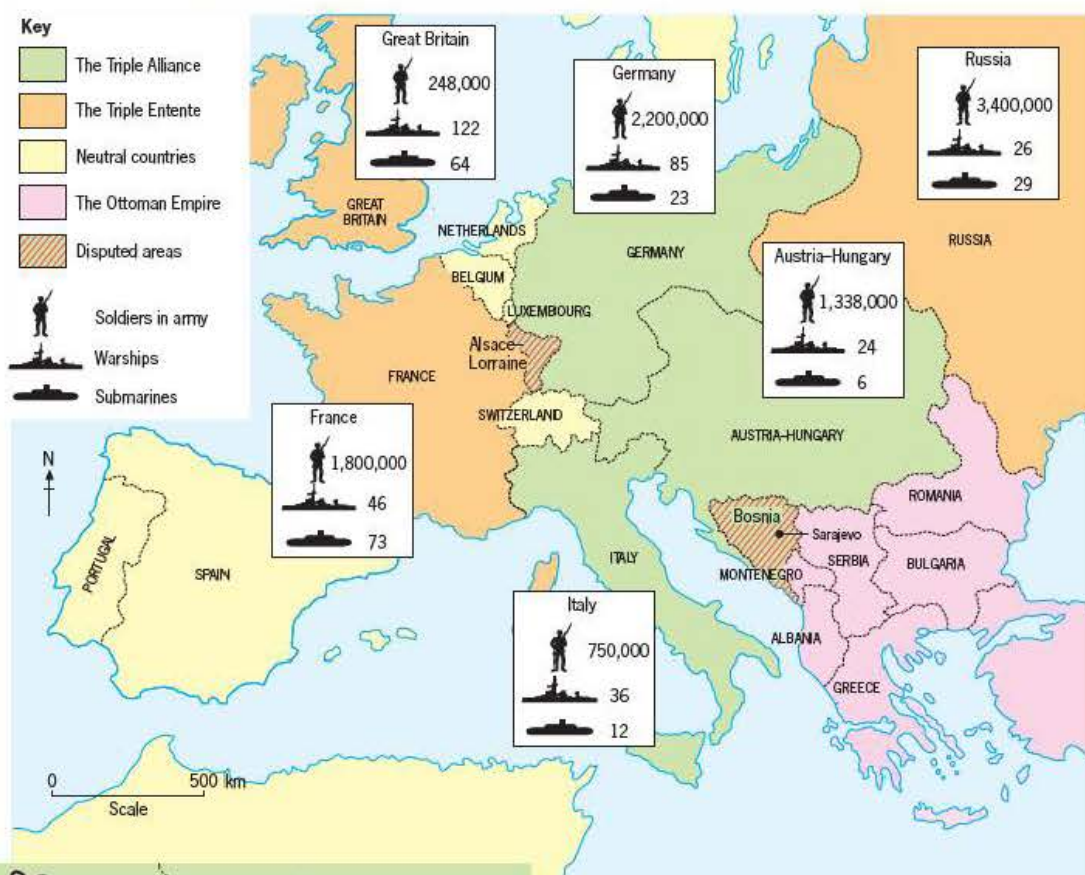 Key
The Triple Alliance
The Triple Entente
Neutral countries
The Ottoman Empire
Disputed areas
Soldiers in army
Warships
Submarines
Great Britain
248,000
122
64
Germany
2,200,000
85
23
Russia
3,400,000
26
29
GREAT
BRITAIN
NETHERLANDS
BELGIUM
LUXEMBOURG
GERMANY
RUSSIA
Austria–Hungary
1,338,000
24
6
Alsace–
Lorraine
FRANCE
SWITZERLAND
AUSTRIA–HUNGARY
France
1,800,000
46
73
N
PORTUGAL
SPAIN
ITALY
Bosnia
Sarajevo
MONTENEGRO
SERBIA
ROMANIA
BULGARIA
ALBANIA
GREECE
Italy
750,000
36
12
0 500 km
Scale